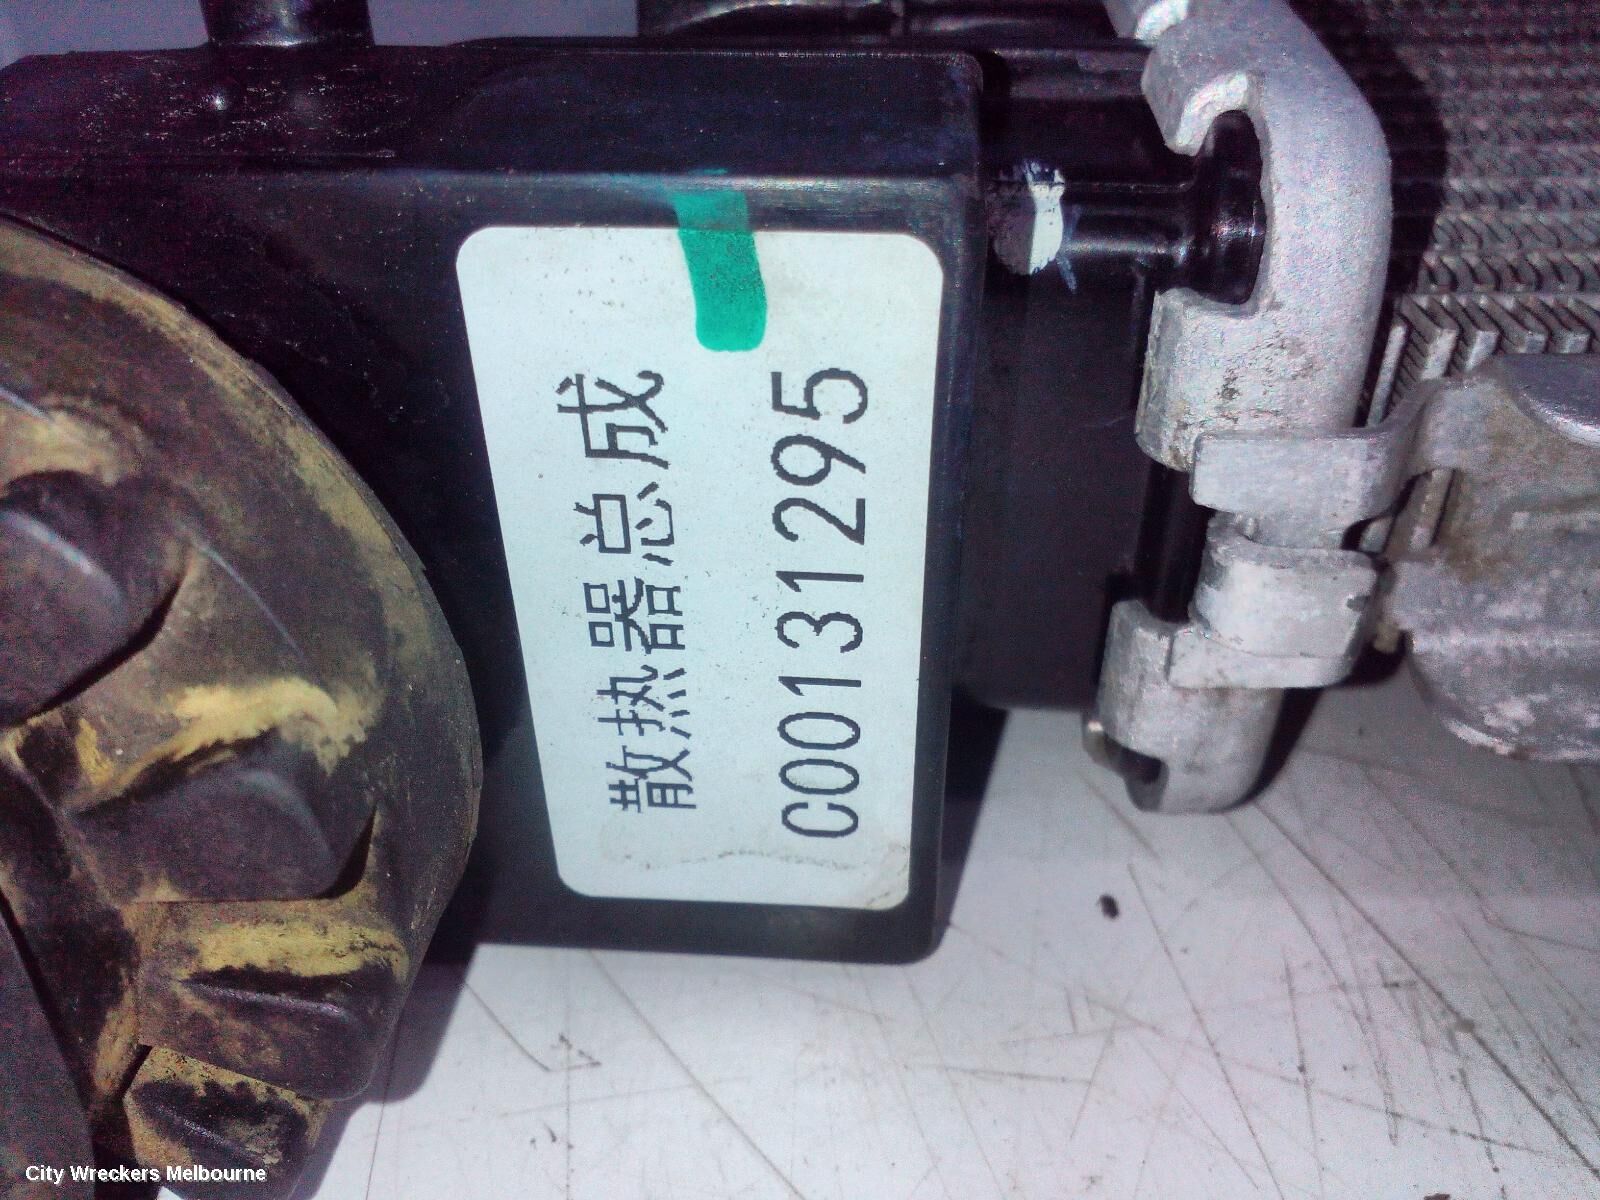 散热器总成
C00131295
City Wreckers Melbourne